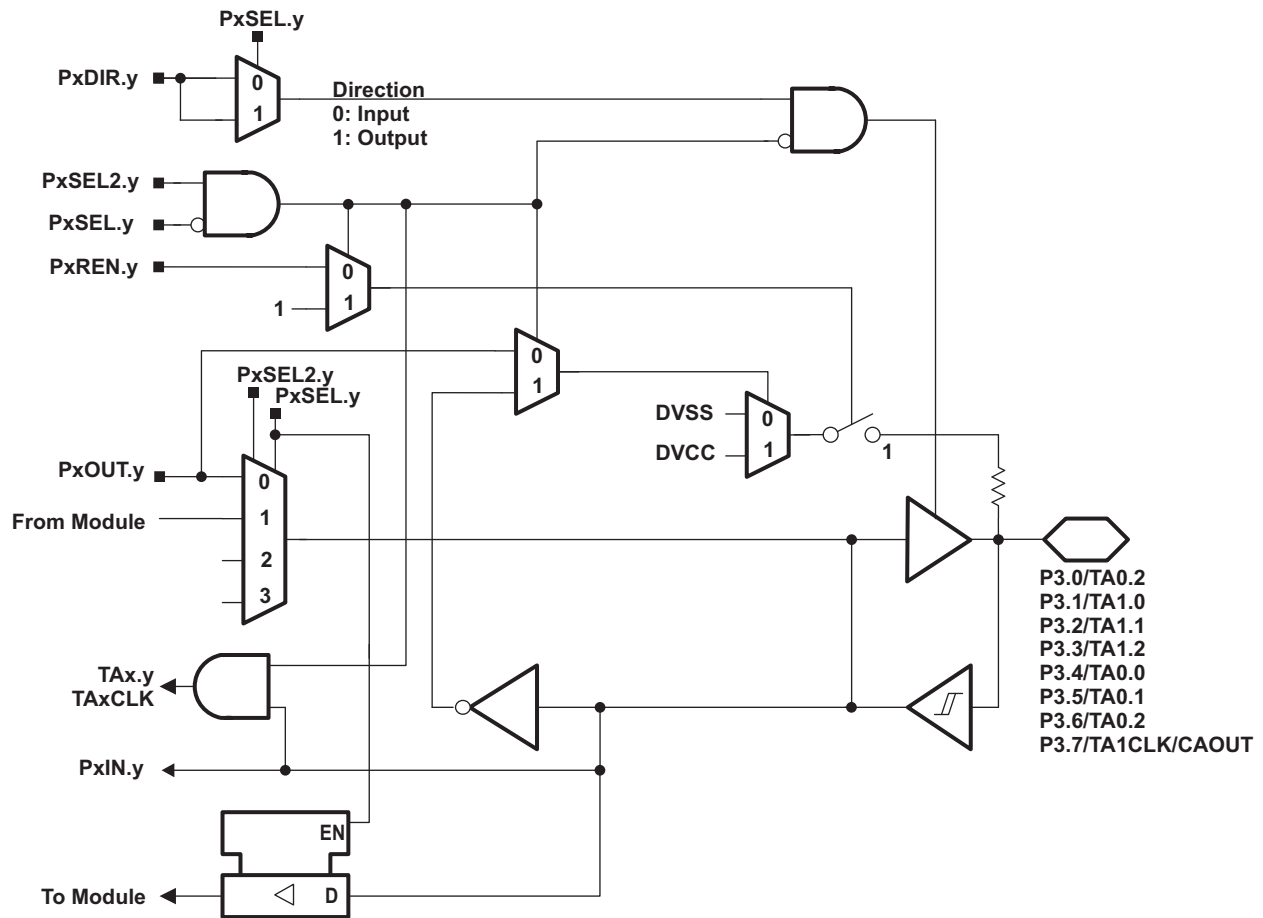 PxSEL.y
PxDIR.y
0
1
Direction
0: Input
1: Output
PxSEL2.y
PxSEL.y
PxREN.y
0
1
1
0
1
PxSEL2.y
PxSEL.y
DVSS
DVCC
0
1
1
PxOUT.y
From Module
0
1
2
3
P3.0/TA0.2
P3.1/TA1.0
P3.2/TA1.1
P3.3/TA1.2
P3.4/TA0.0
P3.5/TA0.1
P3.6/TA0.2
P3.7/TA1CLK/CAOUT
TAx.y
TAxCLK
PxIN.y
EN
D
To Module